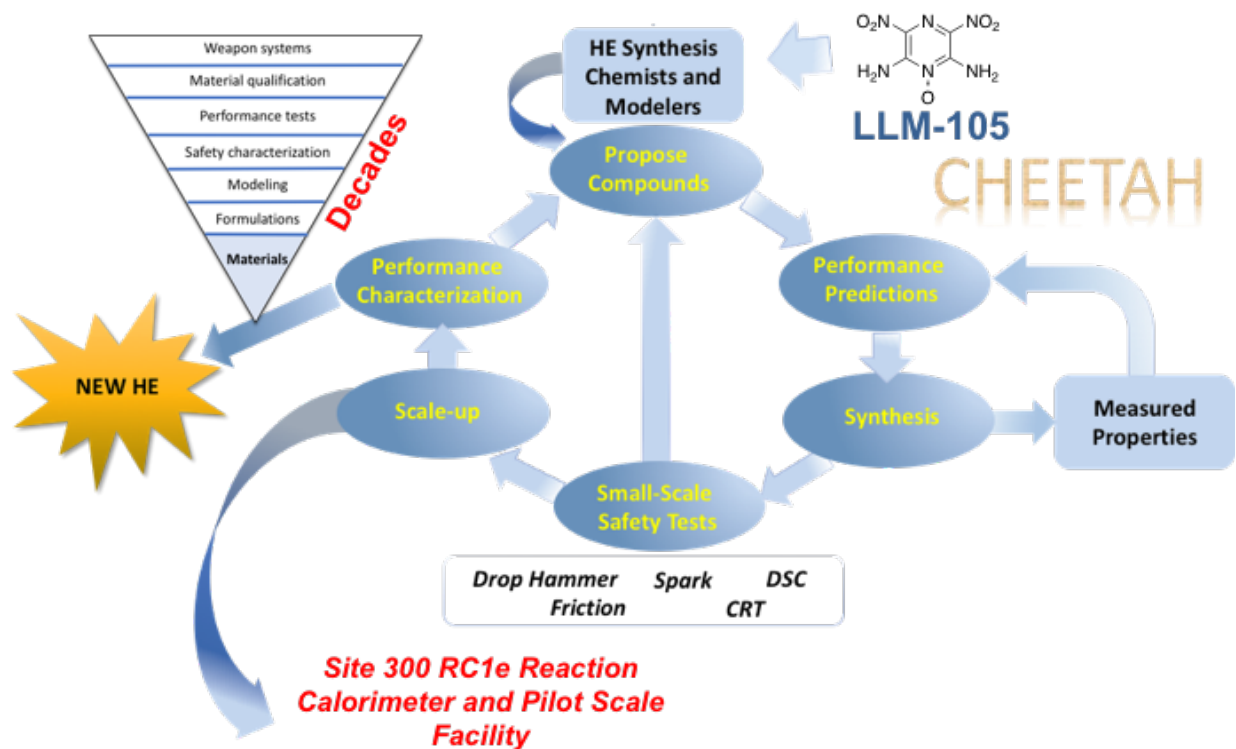 Weapon systems
Material qualification
Performance tests
Safety characterization
Modeling
Formulations
Materials
Decades
HE Synthesis
Chemists and
Modelers
O₂N N NO₂
H₂N N NH₂
O
LLM-105
CHEETAH
Propose
Compounds
Performance
Predictions
Performance
Characterization
NEW HE
Scale-up
Synthesis
Measured
Properties
Small-Scale
Safety Tests
Drop Hammer Spark DSC
Friction CRT
Site 300 RC1e Reaction
Calorimeter and Pilot Scale
Facility